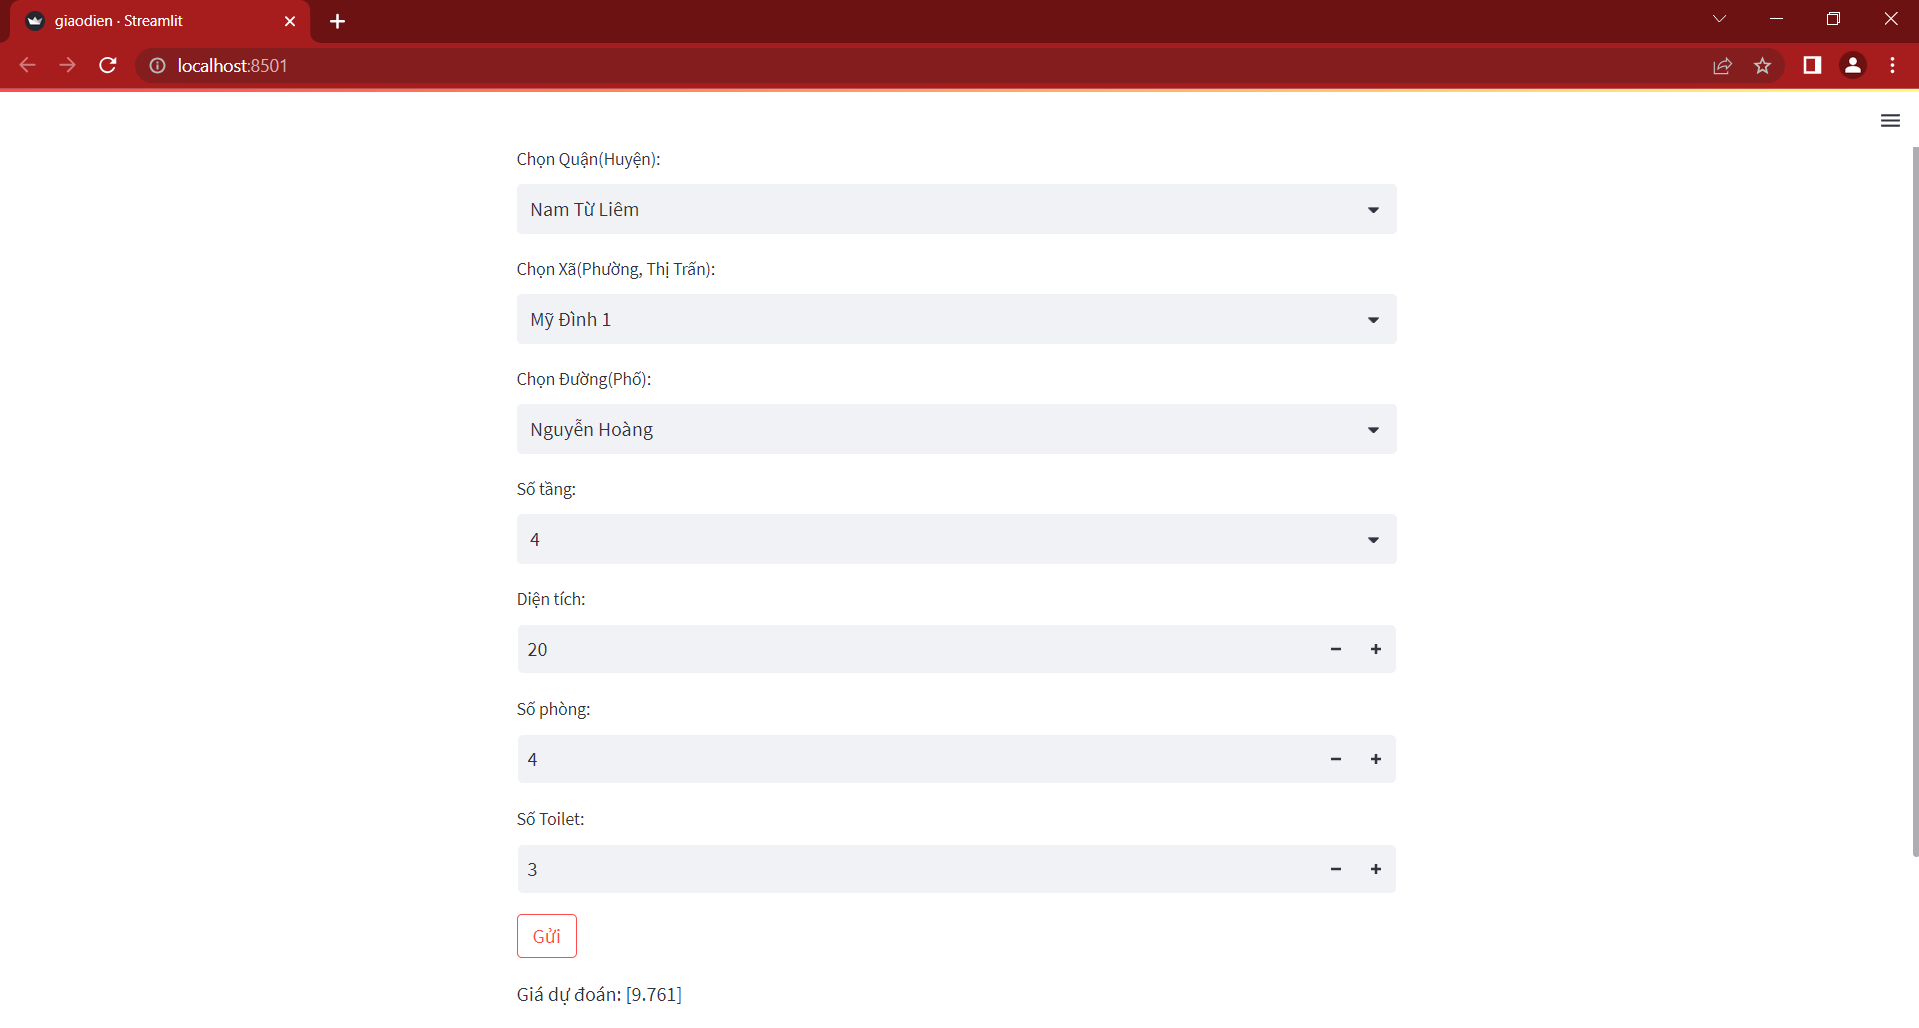 giaodien · Streamlit
localhost:8501
Chọn Quận(Huyện):
Nam Từ Liêm
Chọn Xã(Phường, Thị Trấn):
Mỹ Đình 1
Chọn Đường(Phố):
Nguyễn Hoàng
Số tầng:
4
Diện tích:
20
Số phòng:
4
Số Toilet:
3
Gửi
Giá dự đoán: [9.761]